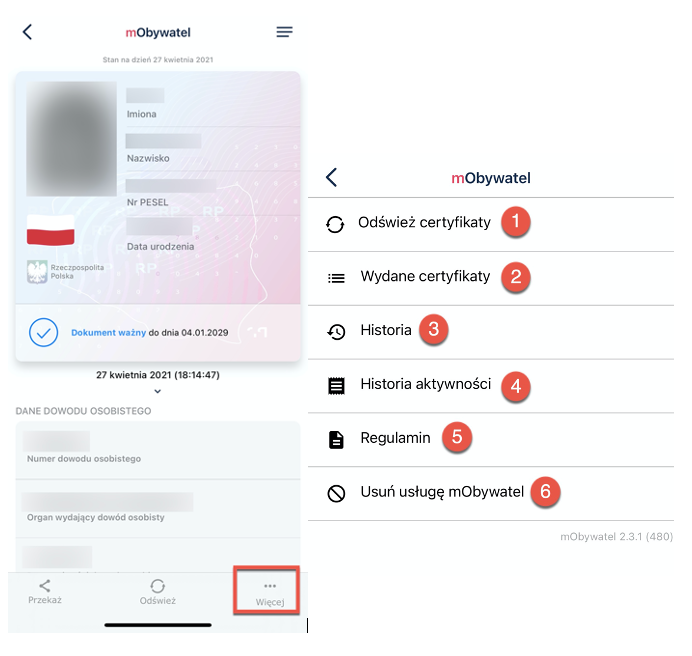 mObywatel
Stan na dzień 27 kwietnia 2021
Imiona
Nazwisko
Nr PESEL
Data urodzenia
Rzeczpospolita
Polska
Dokument ważny do dnia 04.01.2029
27 kwietnia 2021 (18:14:47)
DANE DOWODU OSOBISTEGO
Numer dowodu osobistego
Organ wydający dowód osobisty
Przekaż
Odśwież
Więcej
mObywatel
Odśwież certyfikaty 1
Wydane certyfikaty 2
Historia 3
Historia aktywności 4
Regulamin 5
Usuń usługę mObywatel 6
mObywatel 2.3.1 (480)